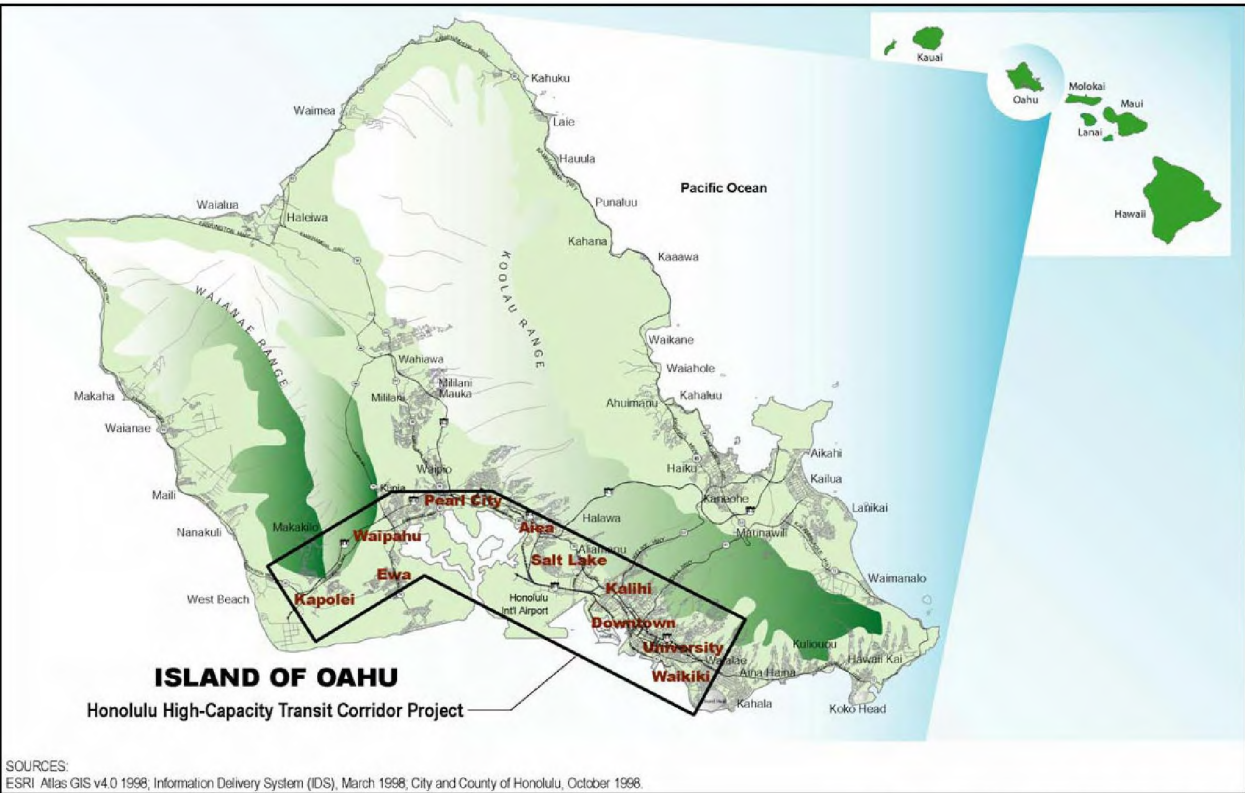 Kauai
Oahu
Molokai
Maui
Lanai
Hawaii
Pacific Ocean
Kahuku
Waimea
Laie
Hauula
Punaluu
Kahana
Kaaawa
Waialua
Haleiwa
KOOLAU RANGE
WAIANAE RANGE
Waikane
Waiahole
Kahaluu
Ahuimanu
Wahiawa
Mililani
Mauka
Mililani
Makaha
Waianae
Waipio
Haiku
Aikahi
Kailua
Kaneohe
Lanikai
Maili
Kunia
Pearl City
Nanakuli
Makakilo
Waipahu
Aiea
Halawa
Maunawili
Aliamanu
Salt Lake
Ewa
Kalihi
Waimanalo
West Beach
Kapolei
Honolulu
Int'l Airport
Downtown
University
Kuliouou
Waialae
Hawaii Kai
Waikiki
Aina Haina
Kahala
Koko Head
ISLAND OF OAHU
Honolulu High-Capacity Transit Corridor Project
SOURCES:
ESRI Atlas GIS v4.0 1998; Information Delivery System (IDS), March 1998; City and County of Honolulu, October 1998.